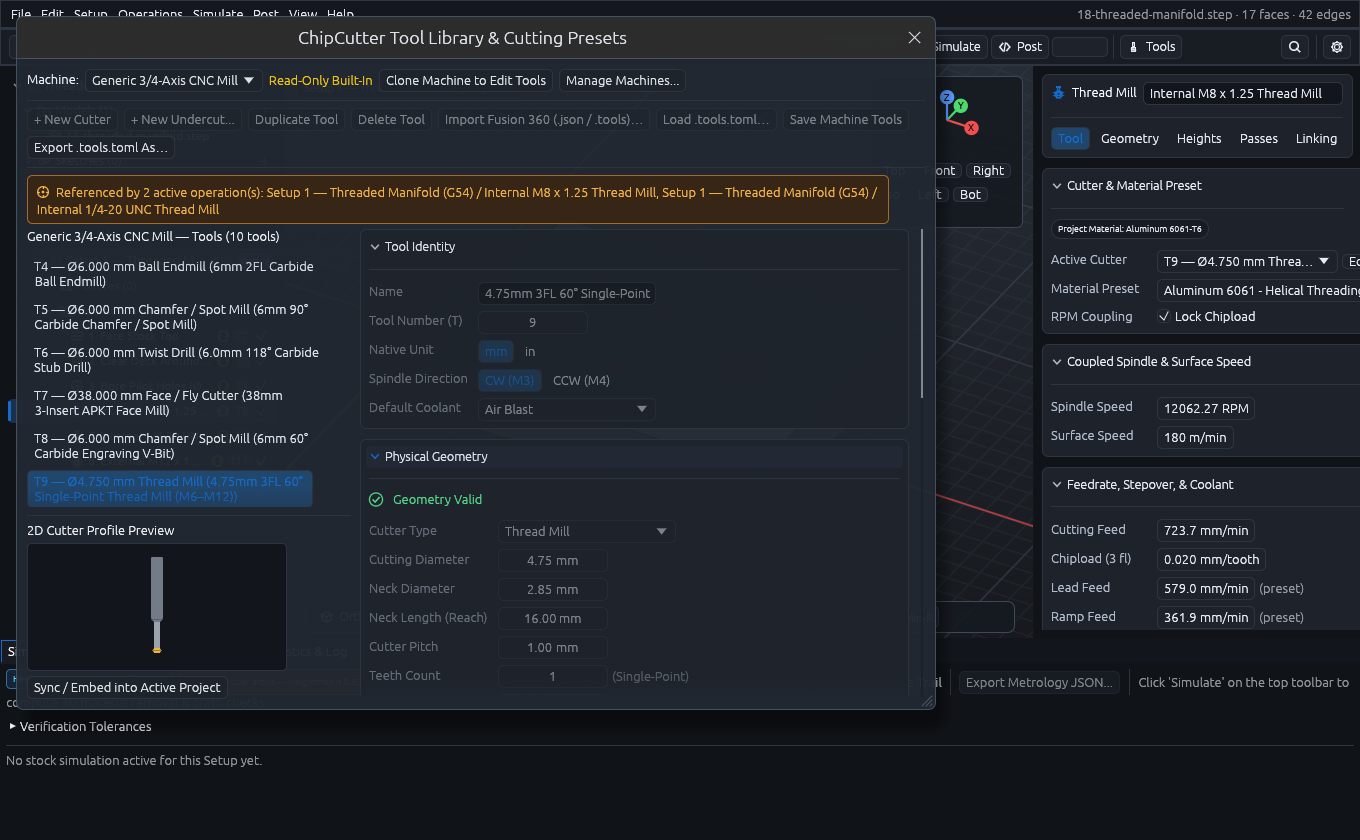 File Edit Setup Operations Simulate Post View Help
18-threaded-manifold.step · 17 faces · 42 edges
ChipCutter Tool Library & Cutting Presets
Simulate
Post
Tools
Machine: Generic 3/4-Axis CNC Mill Read-Only Built-In Clone Machine to Edit Tools Manage Machines...
+ New Cutter + New Undercut... Duplicate Tool Delete Tool Import Fusion 360 (.json / .tools)... Load .tools.toml... Save Machine Tools
Export .tools.toml As...
Referenced by 2 active operation(s): Setup 1 — Threaded Manifold (G54) / Internal M8 x 1.25 Thread Mill, Setup 1 — Threaded Manifold (G54) /
Internal 1/4-20 UNC Thread Mill
Generic 3/4-Axis CNC Mill — Tools (10 tools)
T4 — Ø6.000 mm Ball Endmill (6mm 2FL Carbide
Ball Endmill)
T5 — Ø6.000 mm Chamfer / Spot Mill (6mm 90°
Carbide Chamfer / Spot Mill)
T6 — Ø6.000 mm Twist Drill (6.0mm 118° Carbide
Stub Drill)
T7 — Ø38.000 mm Face / Fly Cutter (38mm
3-Insert APKT Face Mill)
T8 — Ø6.000 mm Chamfer / Spot Mill (6mm 60°
Carbide Engraving V-Bit)
T9 — Ø4.750 mm Thread Mill (4.75mm 3FL 60°
Single-Point Thread Mill (M6–M12))
2D Cutter Profile Preview
Sync / Embed into Active Project
Tool Identity
Name 4.75mm 3FL 60° Single-Point
Tool Number (T) 9
Native Unit mm in
Spindle Direction CW (M3) CCW (M4)
Default Coolant Air Blast
Physical Geometry
Geometry Valid
Cutter Type Thread Mill
Cutting Diameter 4.75 mm
Neck Diameter 2.85 mm
Neck Length (Reach) 16.00 mm
Cutter Pitch 1.00 mm
Teeth Count 1 (Single-Point)
Z Y X
Right
Bot
Thread Mill Internal M8 x 1.25 Thread Mill
Tool Geometry Heights Passes Linking
Cutter & Material Preset
Project Material: Aluminum 6061-T6
Active Cutter T9 — Ø4.750 mm Threa...
Material Preset Aluminum 6061 - Helical Threading
RPM Coupling Lock Chipload
Coupled Spindle & Surface Speed
Spindle Speed 12062.27 RPM
Surface Speed 180 m/min
Feedrate, Stepover, & Coolant
Cutting Feed 723.7 mm/min
Chipload (3 fl) 0.020 mm/tooth
Lead Feed 579.0 mm/min (preset)
Ramp Feed 361.9 mm/min (preset)
Export Metrology JSON... Click 'Simulate' on the top toolbar to
Verification Tolerances
No stock simulation active for this Setup yet.